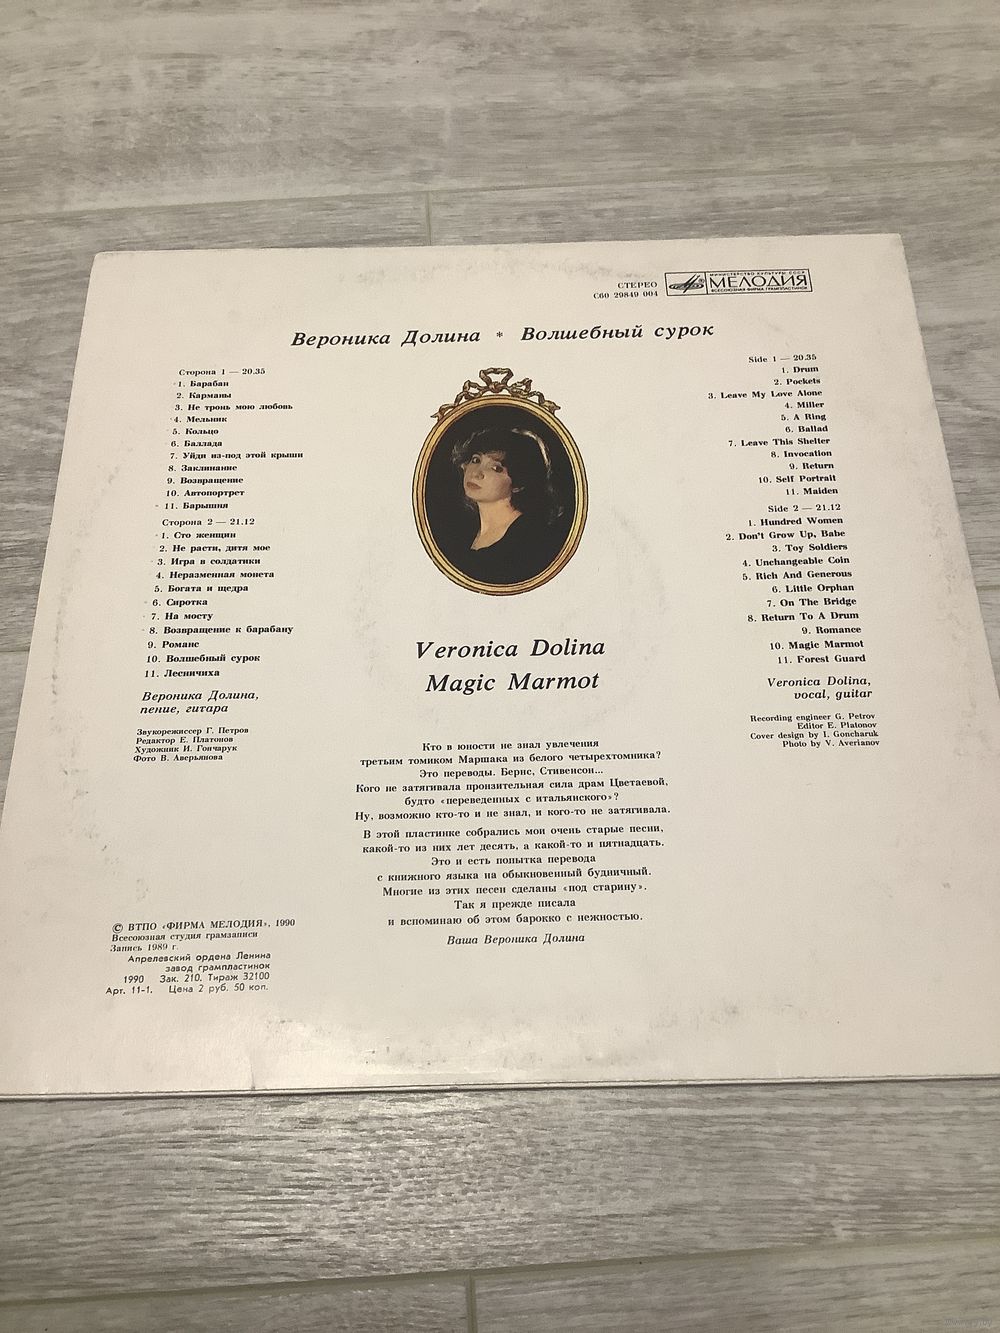 СТЕРЕО
С60 29849 004
МИНИСТЕРСТВО КУЛЬТУРЫ СССР
МЕЛОДИЯ
ВСЕСОЮЗНАЯ ФИРМА ГРАМПЛАСТИНОК
Вероника Долина * Волшебный сурок
Сторона 1 — 20.35
1. Барабан
2. Карманы
3. Не тронь мою любовь
4. Мельник
5. Кольцо
6. Баллада
7. Уйди из-под этой крыши
8. Заклинание
9. Возвращение
10. Автопортрет
11. Барышня
Сторона 2 — 21.12
1. Сто женщин
2. Не расти, дитя мое
3. Игра в солдатики
4. Неразменная монета
5. Богата и щедра
6. Сиротка
7. На мосту
8. Возвращение к барабану
9. Романс
10. Волшебный сурок
11. Лесничиха
Вероника Долина,
пение, гитара
Звукорежиссер Г. Петров
Редактор Е. Платонов
Художник И. Гончарук
Фото В. Аверьянова
Side 1 — 20.35
1. Drum
2. Pockets
3. Leave My Love Alone
4. Miller
5. A Ring
6. Ballad
7. Leave This Shelter
8. Invocation
9. Return
10. Self Portrait
11. Maiden
Side 2 — 21.12
1. Hundred Women
2. Don't Grow Up, Babe
3. Toy Soldiers
4. Unchangeable Coin
5. Rich And Generous
6. Little Orphan
7. On The Bridge
8. Return To A Drum
9. Romance
10. Magic Marmot
11. Forest Guard
Veronica Dolina,
vocal, guitar
Recording engineer G. Petrov
Editor E. Platonov
Cover design by I. Goncharuk
Photo by V. Averianov
Veronica Dolina
Magic Marmot
Кто в юности не знал увлечения
третьим томиком Маршака из белого четырехтомника?
Это переводы. Бернс, Стивенсон...
Кого не затягивала пронзительная сила драм Цветаевой,
будто «переведенных с итальянского»?
Ну, возможно кто-то и не знал, и кого-то не затягивала.
В этой пластинке собрались мои очень старые песни,
какой-то из них лет десять, а какой-то и пятнадцать.
Это и есть попытка перевода
с книжного языка на обыкновенный будничный.
Многие из этих песен сделаны «под старину».
Так я прежде писала
и вспоминаю об этом барокко с нежностью.
Ваша Вероника Долина
© ВТПО «ФИРМА МЕЛОДИЯ», 1990
Всесоюзная студия грамзаписи
Запись 1989 г.
Апрелевский ордена Ленина
завод грампластинок
1990 Зак. 210. Тираж 32100
Арт. 11-1. Цена 2 руб. 50 коп.